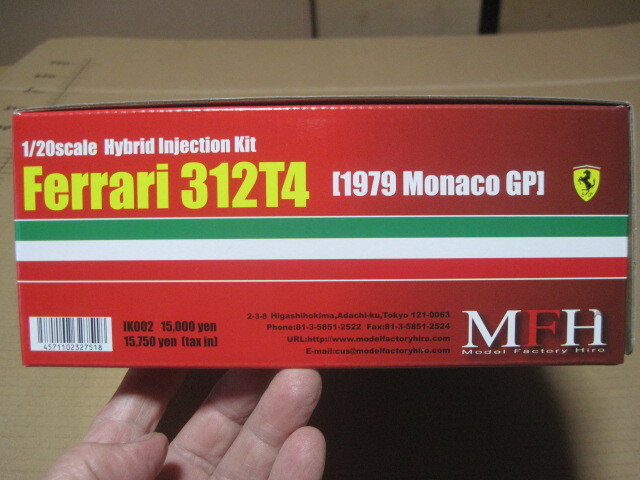 1/20scale Hybrid Injection Kit
Ferrari 312T4 [1979 Monaco GP]
IK002 15,000 yen
15,750 yen (tax in)
4571102327518
2-3-8 Higashihokima,Adachi-ku,Tokyo 121-0063
Phone:81-3-5851-2522 Fax:81-3-5851-2524
URL:http://www.modelfactoryhiro.com
E-mail:cus@modelfactoryhiro.com
MFH
Model Factory Hiro